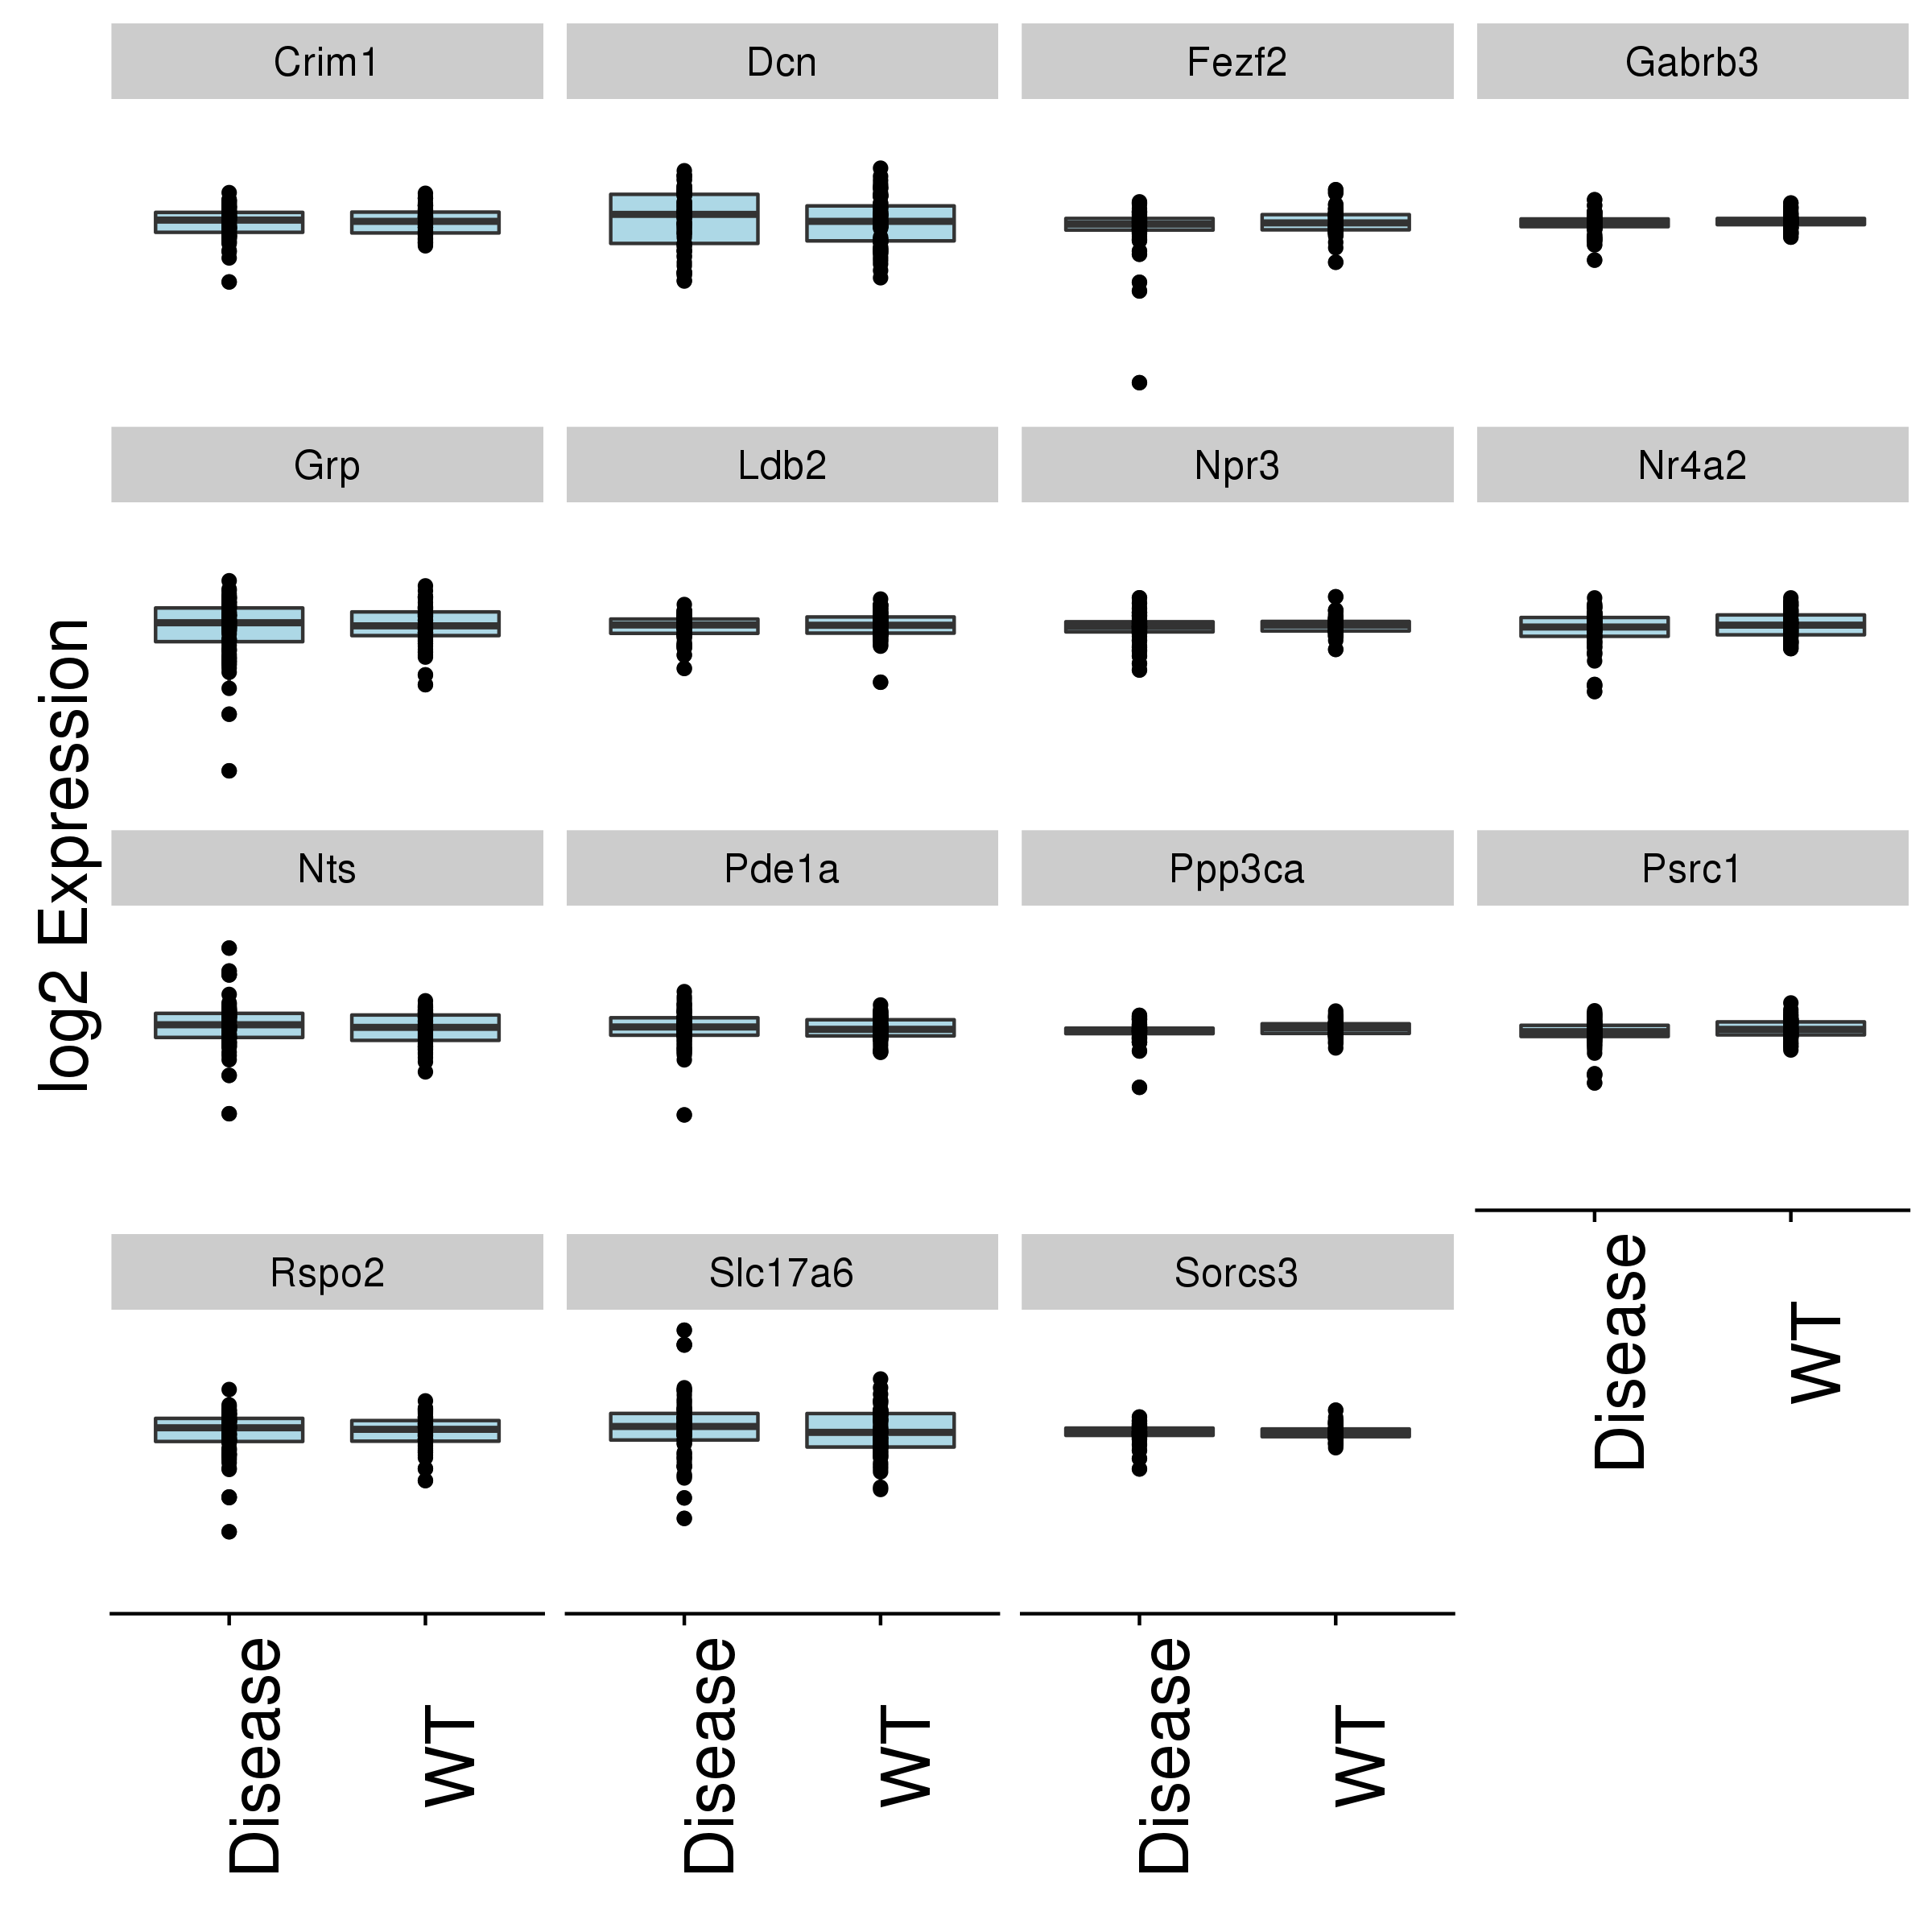 Crim1
Dcn
Fezf2
Gabrb3
Grp
Ldb2
Npr3
Nr4a2
log2 Expression
Nts
Pde1a
Ppp3ca
Psrc1
Disease
WT
Rspo2
Slc17a6
Sorcs3
Disease
WT
Disease
WT
Disease
WT